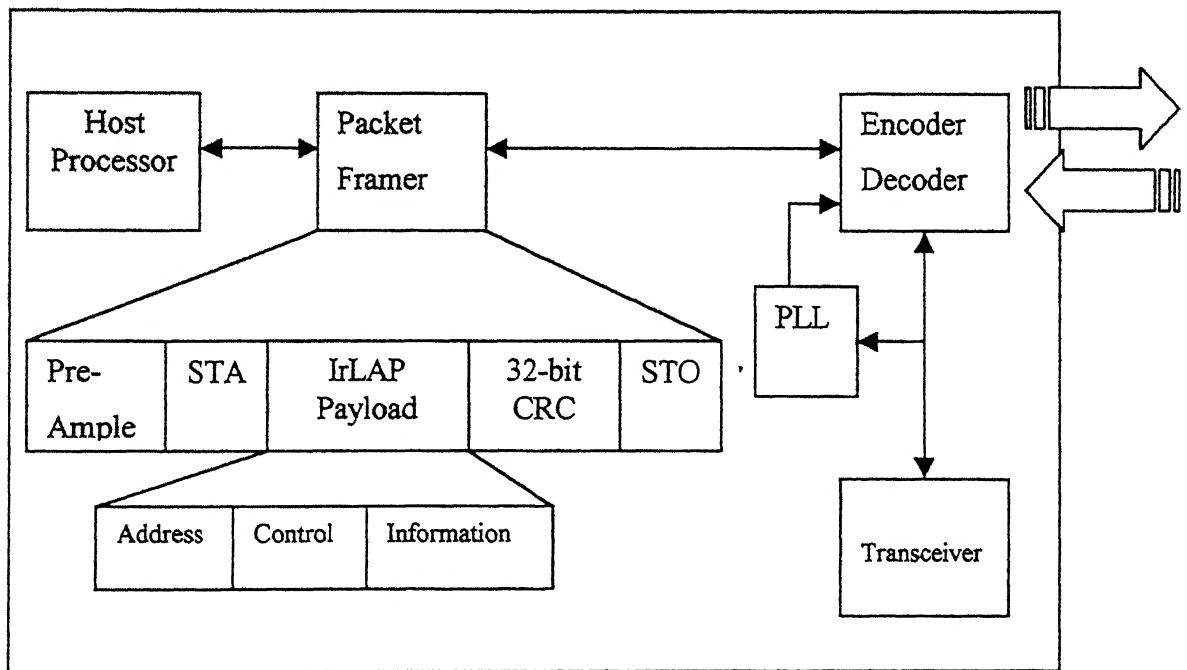 Host
Processor
Packet
Framer
Encoder
Decoder
PLL
Pre-
Ample
STA
IrLAP
Payload
32-bit
CRC
STO
Address
Control
Information
Transceiver